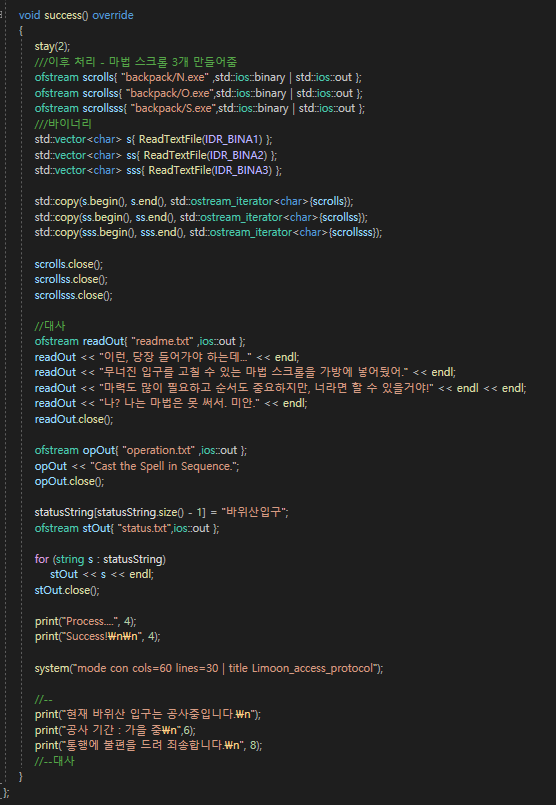 void success() override
{
stay(2);
///이후 처리 - 마법 스크롤 3개 만들어줌
ofstream scrolls{ "backpack/N.exe" ,std::ios::binary | std::ios::out };
ofstream scrollss{ "backpack/O.exe",std::ios::binary | std::ios::out };
ofstream scrollsss{ "backpack/S.exe",std::ios::binary | std::ios::out };
///바이너리
std::vector<char> s{ ReadTextFile(IDR_BINA1) };
std::vector<char> ss{ ReadTextFile(IDR_BINA2) };
std::vector<char> sss{ ReadTextFile(IDR_BINA3) };
std::copy(s.begin(), s.end(), std::ostream_iterator<char>{scrolls});
std::copy(ss.begin(), ss.end(), std::ostream_iterator<char>{scrollss});
std::copy(sss.begin(), sss.end(), std::ostream_iterator<char>{scrollsss});
scrolls.close();
scrollss.close();
scrollsss.close();
//대사
ofstream readOut{ "readme.txt" ,ios::out };
readOut << "이런, 당장 들어가야 하는데..." << endl;
readOut << "무너진 입구를 고칠 수 있는 마법 스크롤을 가방에 넣어뒀어." << endl;
readOut << "마력도 많이 필요하고 순서도 중요하지만, 너라면 할 수 있을거야!" << endl << endl;
readOut << "나? 나는 마법은 못 써서. 미안." << endl;
readOut.close();
ofstream opOut{ "operation.txt" ,ios::out };
opOut << "Cast the Spell in Sequence.";
opOut.close();
statusString[statusString.size() - 1] = "바위산입구";
ofstream stOut{ "status.txt",ios::out };
for (string s : statusString)
stOut << s << endl;
stOut.close();
print("Process....", 4);
print("Success!₩n₩n", 4);
system("mode con cols=60 lines=30 | title Limoon_access_protocol");
//--
print("현재 바위산 입구는 공사중입니다.₩n");
print("공사 기간 : 가을 중₩n",6);
print("통행에 불편을 드려 죄송합니다.₩n", 8);
//--대사
}
};